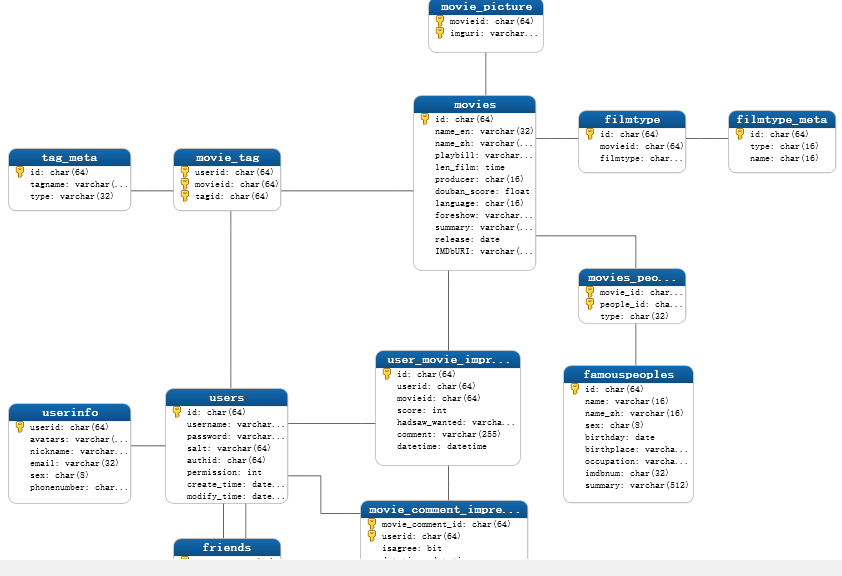 movie_picture
movieid: char(64)
imguri: varchar...
movies
id: char(64)
name_en: varchar(32)
name_zh: varchar(...
playbill: varchar...
len_film: time
producer: char(16)
douban_score: float
language: char(16)
foreshow: varchar...
summary: varchar(...
release: date
IMDbURI: varchar(...
filmtype
id: char(64)
movieid: char(64)
filmtype: char...
filmtype_meta
id: char(64)
type: char(16)
name: char(16)
tag_meta
id: char(64)
tagname: varchar(...
type: varchar(32)
movie_tag
userid: char(64)
movieid: char(64)
tagid: char(64)
movies_peo...
movie_id: char...
people_id: cha...
type: char(32)
user_movie_impr...
id: char(64)
userid: char(64)
movieid: char(64)
score: int
hadsaw_wanted: varcha...
comment: varchar(255)
datetime: datetime
famouspeoples
id: char(64)
name: varchar(16)
name_zh: varchar(16)
sex: char(8)
birthday: date
birthplace: varcha...
occupation: varcha...
imdbnum: char(32)
summary: varchar(512)
userinfo
userid: char(64)
avatars: varchar(...
nickname: varchar...
email: varchar(32)
sex: char(8)
phonenumber: char...
users
id: char(64)
username: varchar...
password: varchar...
salt: varchar(64)
authid: char(64)
permission: int
create_time: date...
modify_time: date...
movie_comment_impre...
movie_comment_id: char(64)
userid: char(64)
isagree: bit
friends